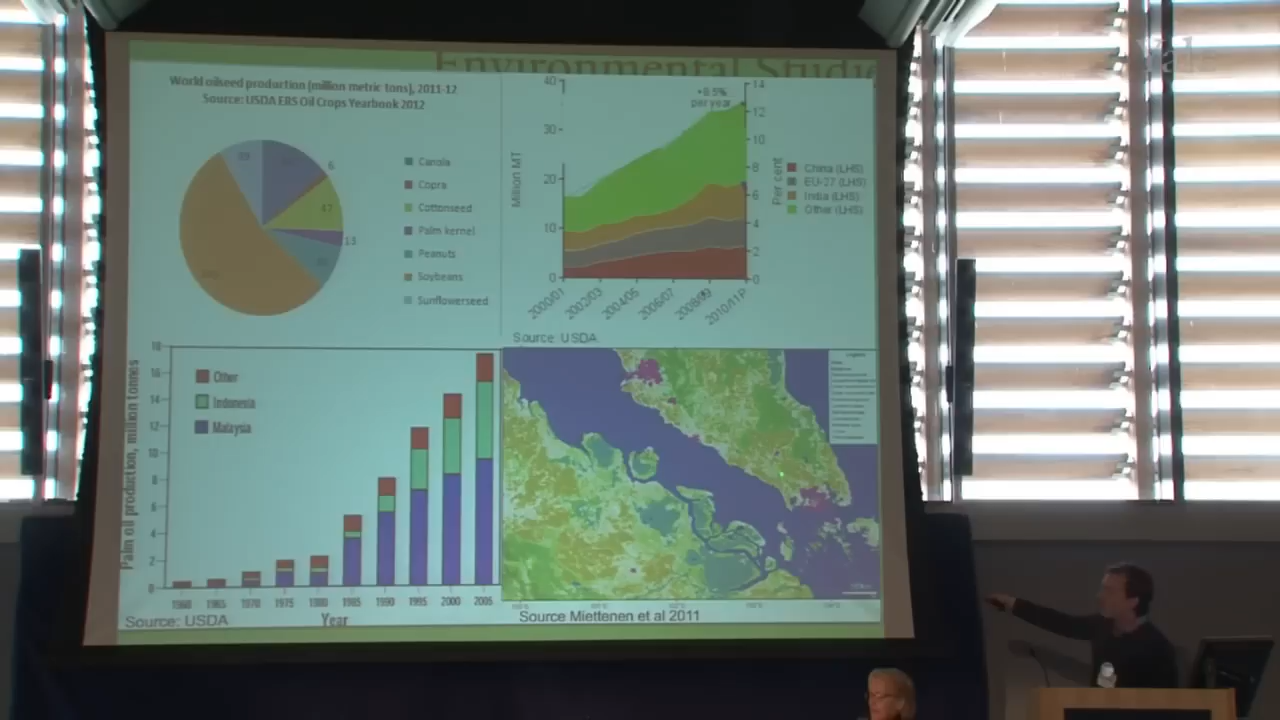 Environmental Studie
World oilseed production (million metric tons), 2011-12
Source: USDA ERS Oil Crops Yearbook 2012
6
47
13
Canola
Copra
Cottonseed
Palm kernel
Peanuts
Soybeans
Sunflowerseed
Million MT
40
30
20
10
0
+8.5%
per year
14
12
10
8
6
4
2
0
Per cent
2000/01
2002/03
2004/05
2006/07
2008/09
2010/11P
China (LHS)
EU-27 (LHS)
India (LHS)
Other (LHS)
Source: USDA
Palm oil production, million tonnes
18
16
14
12
10
8
6
4
2
0
Other
Indonesia
Malaysia
1960
1965
1970
1975
1980
1985
1990
1995
2000
2005
Year
Source: USDA
Source Miettenen et al 2011